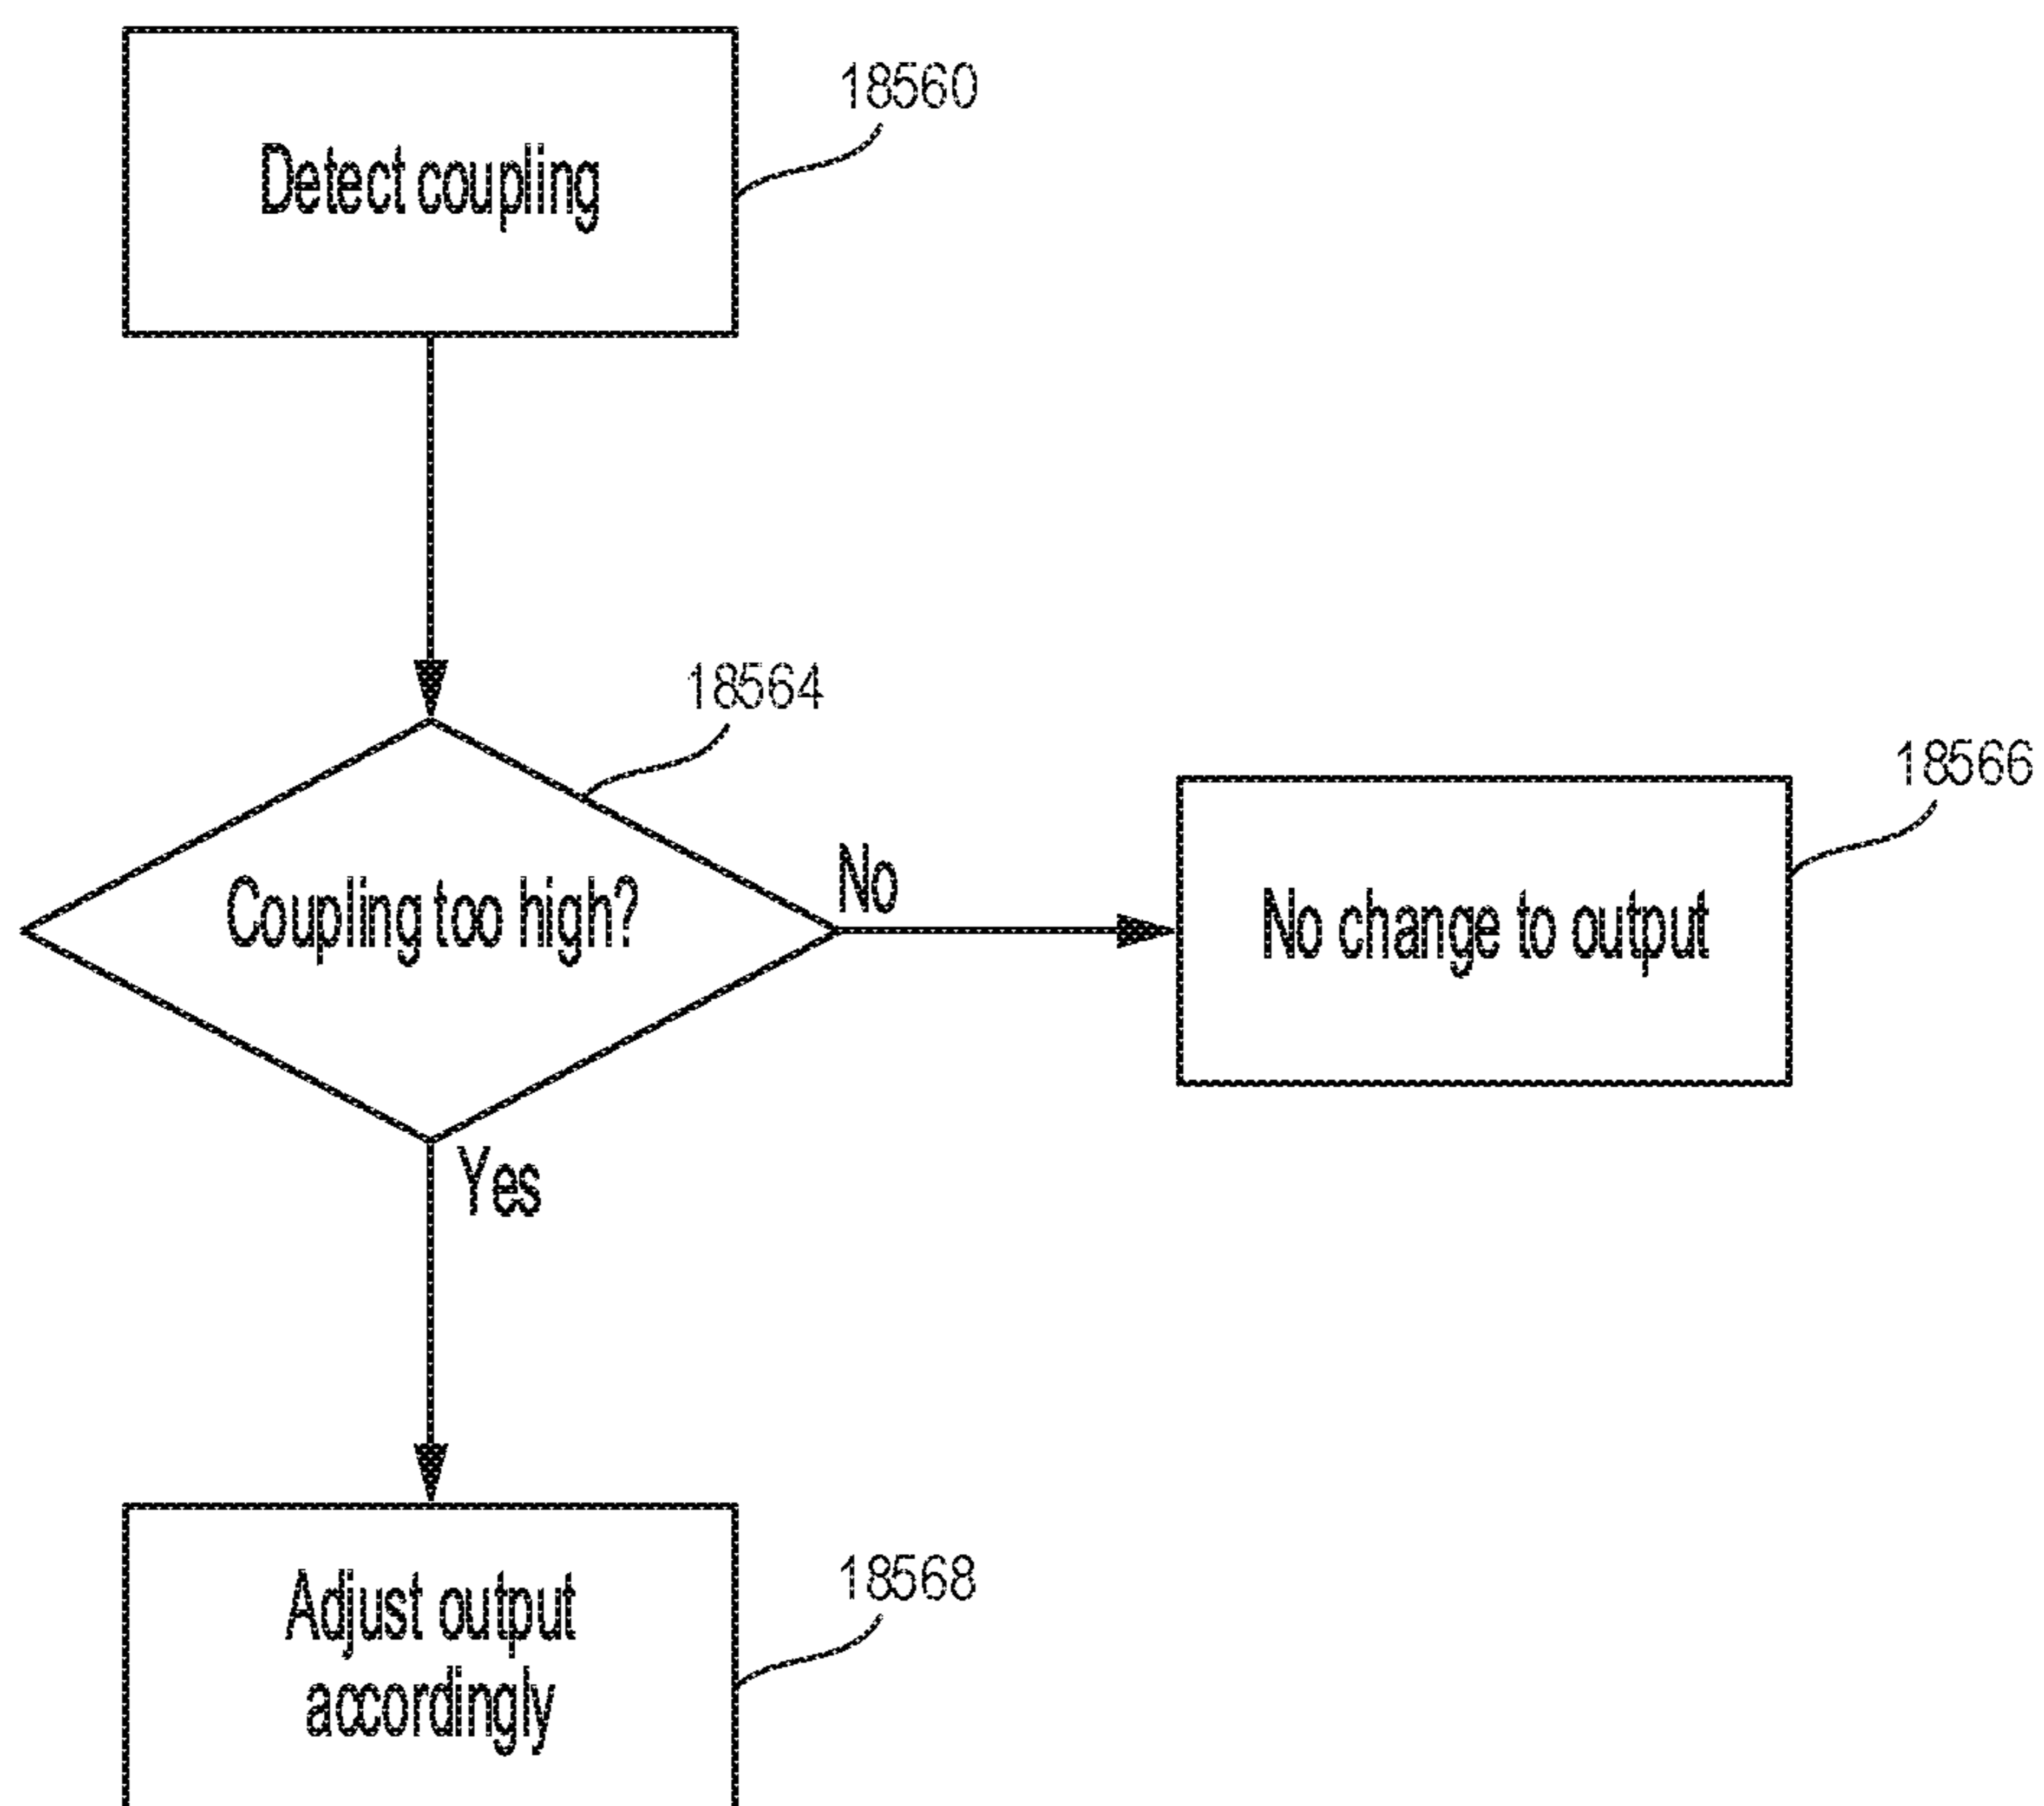 Detect coupling
18560
18564
Coupling too high?
No
18566
No change to output
Yes
Adjust output
accordingly
18568